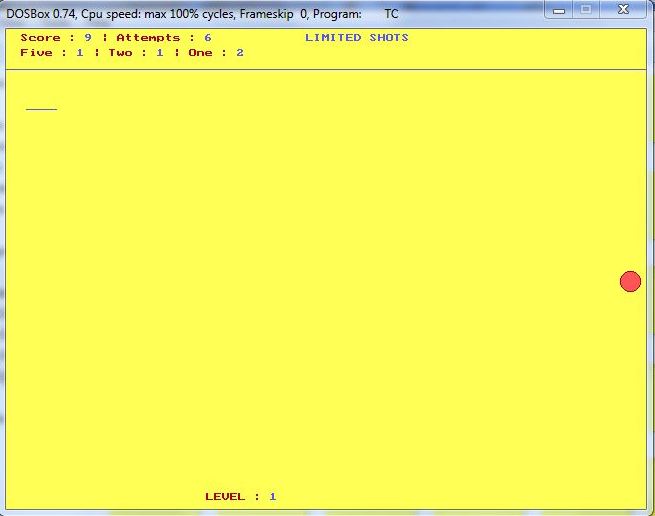 DOSBox 0.74, Cpu speed: max 100% cycles, Frameskip 0, Program: TC
Score : 9 | Attempts : 6 LIMITED SHOTS
Five : 1 | Two : 1 | One : 2
LEVEL : 1